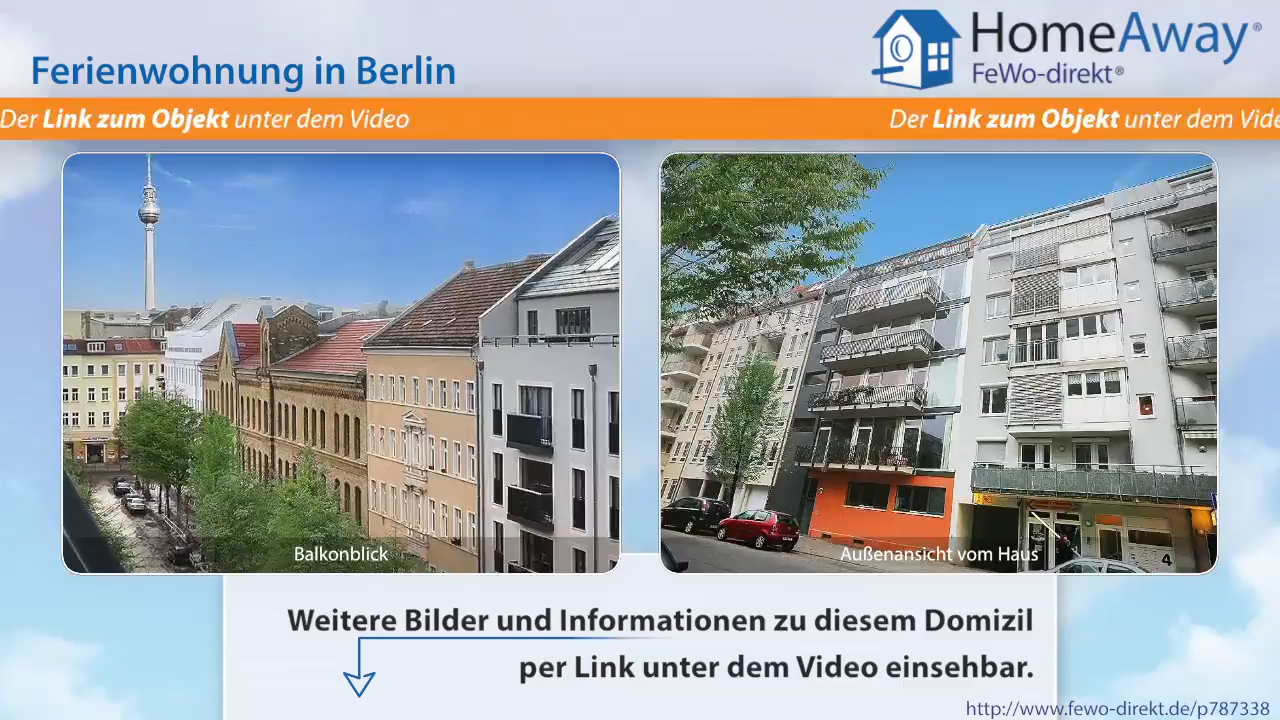 HomeAway®
FeWo-direkt®
Ferienwohnung in Berlin
Der Link zum Objekt unter dem Video
Der Link zum Objekt unter dem Vide
Balkonblick
Außenansicht vom Haus
4
Weitere Bilder und Informationen zu diesem Domizil
per Link unter dem Video einsehbar.
http://www.fewo-direkt.de/p787338